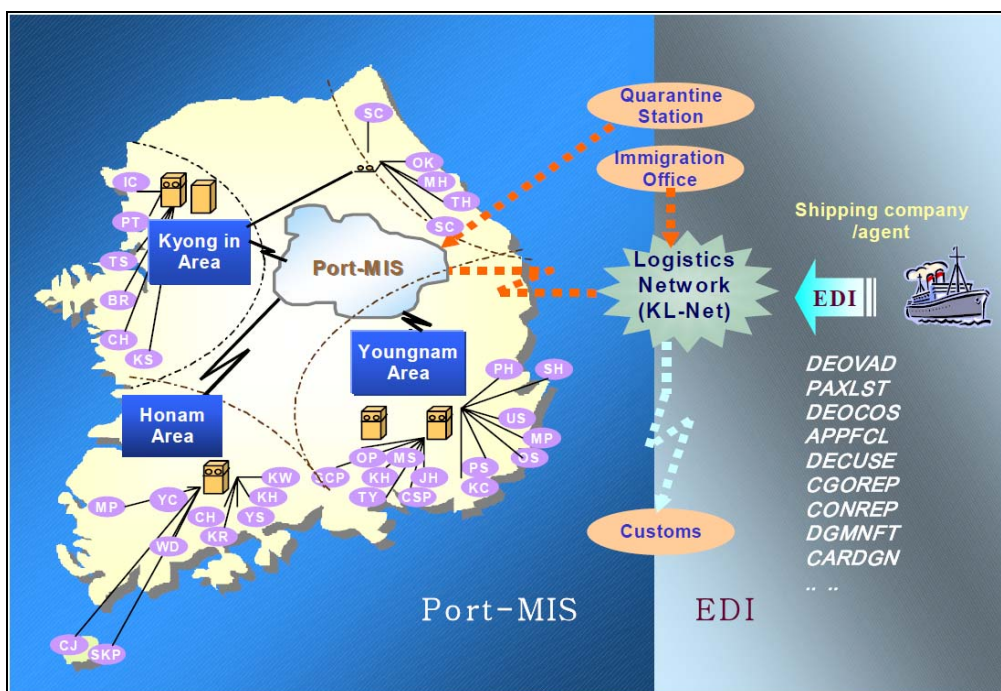 SC
OK
MH
TH
SC
IC
PT
TS
BR
CH
KS
Kyong in
Area
Port-MIS
Youngnam
Area
Honam
Area
PH
SH
US
MP
PS
KC
OP
MS
CCP
KH
JH
TY
CSP
MP
YC
WD
CH
KR
KW
KH
YS
CJ
SKP
Quarantine
Station
Immigration
Office
Logistics
Network
(KL-Net)
Customs
Shipping company
/agent
EDI
DEOVAD
PAXLST
DEOCOS
APPFCL
DECUSE
CGOREP
CONREP
DGMNFT
CARDGN
.. ..
Port-MIS
EDI